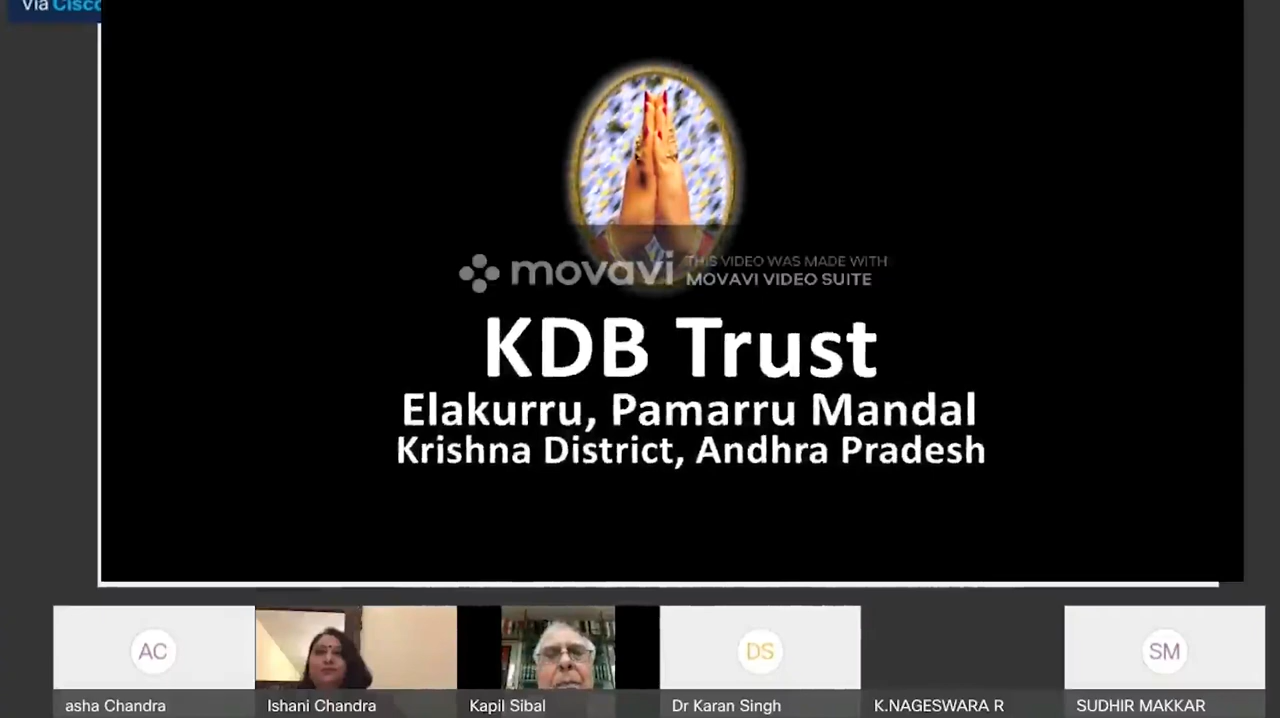 Via Cisco
movavi
THIS VIDEO WAS MADE WITH
MOVAVI VIDEO SUITE
KDB Trust
Elakurru, Pamarru Mandal
Krishna District, Andhra Pradesh
AC
DS
SM
asha Chandra
Ishani Chandra
Kapil Sibal
Dr Karan Singh
K.NAGESWARA R
SUDHIR MAKKAR